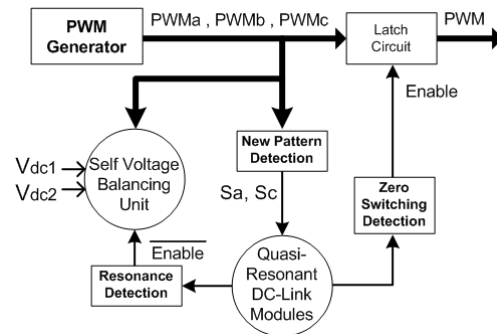 PWM Generator
PWMa , PWMb , PWMc
Latch Circuit
PWM
Enable
Vdc1
Vdc2
Self Voltage
Balancing
Unit
New Pattern
Detection
Sa, Sc
Zero
Switching
Detection
Enable
Resonance
Detection
Quasi-
Resonant
DC-Link
Modules